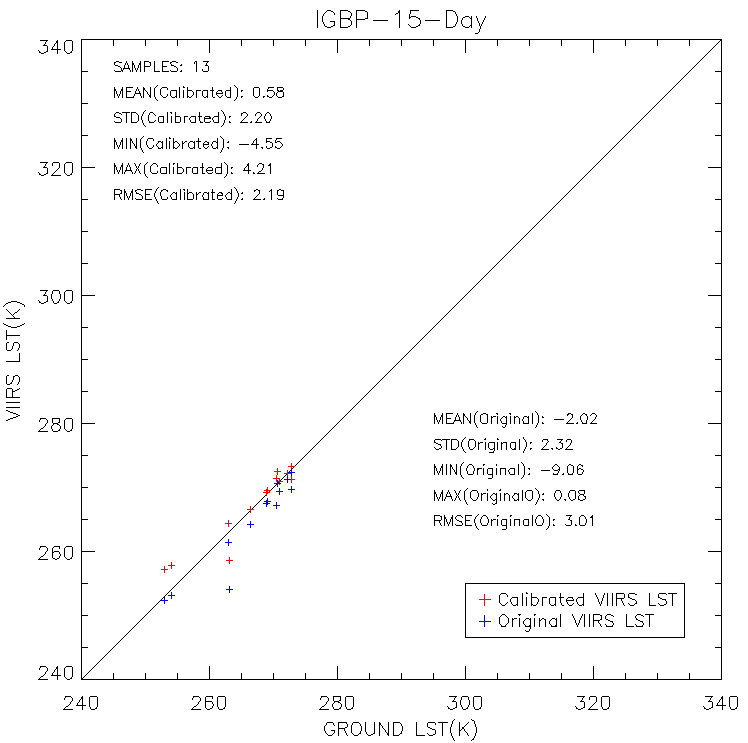 IGBP-15-Day
340
320
300
280
260
240
VIIRS LST(K)
SAMPLES: 13
MEAN(Calibrated): 0.58
STD(Calibrated): 2.20
MIN(Calibrated): -4.55
MAX(Calibrated): 4.21
RMSE(Calibrated): 2.19
MEAN(Original): -2.02
STD(Original): 2.32
MIN(Original): -9.06
MAX(OriginalO): 0.08
RMSE(OriginalO): 3.01
Calibrated VIIRS LST
Original VIIRS LST
240 260 280 300 320 340
GROUND LST(K)